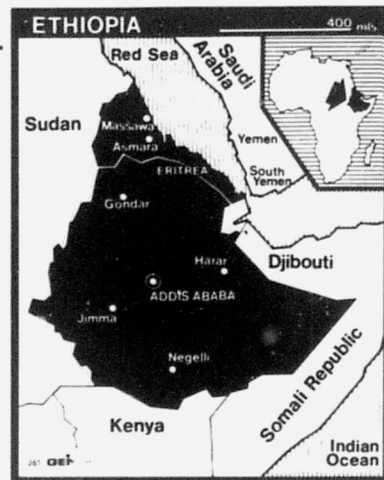 ETHIOPIA
400 mls.
Red Sea
Saudi
Arabia
Sudan
Massawa
Asmara
Yemen
ERITREA
South
Yemen
Gondar
Djibouti
Harar
ADDIS ABABA
Jimma
Negelli
Somali Republic
Kenya
Indian
Ocean